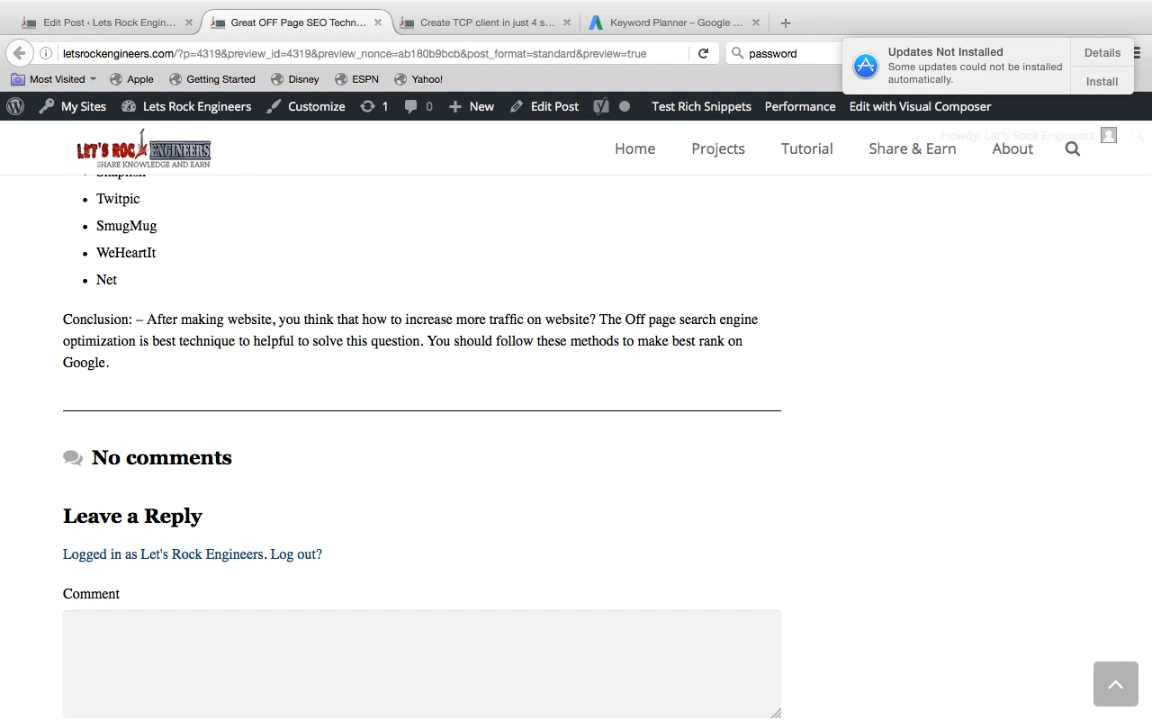 Edit Post ‹ Lets Rock Engin...
Great OFF Page SEO Techn...
Create TCP client in just 4 s...
Keyword Planner – Google ...
letsrockengineers.com/?p=4319&preview_id=4319&preview_nonce=ab180b9bcb&post_format=standard&preview=true
password
Updates Not Installed
Some updates could not be installed
automatically.
Details
Install
Most Visited
Apple
Getting Started
Disney
ESPN
Yahoo!
My Sites
Lets Rock Engineers
Customize
1
0
New
Edit Post
Test Rich Snippets
Performance
Edit with Visual Composer
Howdy, Let's Rock Engineers
LET'S ROCK ENGINEERS
SHARE KNOWLEDGE AND EARN
Home
Projects
Tutorial
Share & Earn
About
Snapfish
Twitpic
SmugMug
WeHeartIt
Net
Conclusion: – After making website, you think that how to increase more traffic on website? The Off page search engine
optimization is best technique to helpful to solve this question. You should follow these methods to make best rank on
Google.
No comments
Leave a Reply
Logged in as Let's Rock Engineers. Log out?
Comment